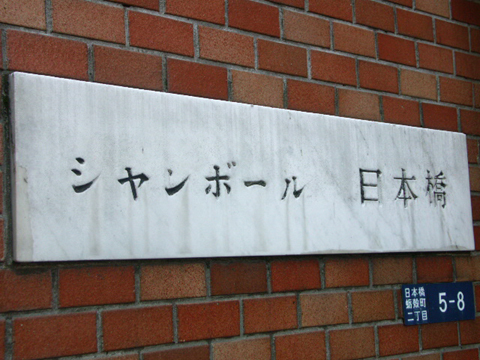 シャンボール 日本橋
日本橋
蛎殻町
二丁目
5-8